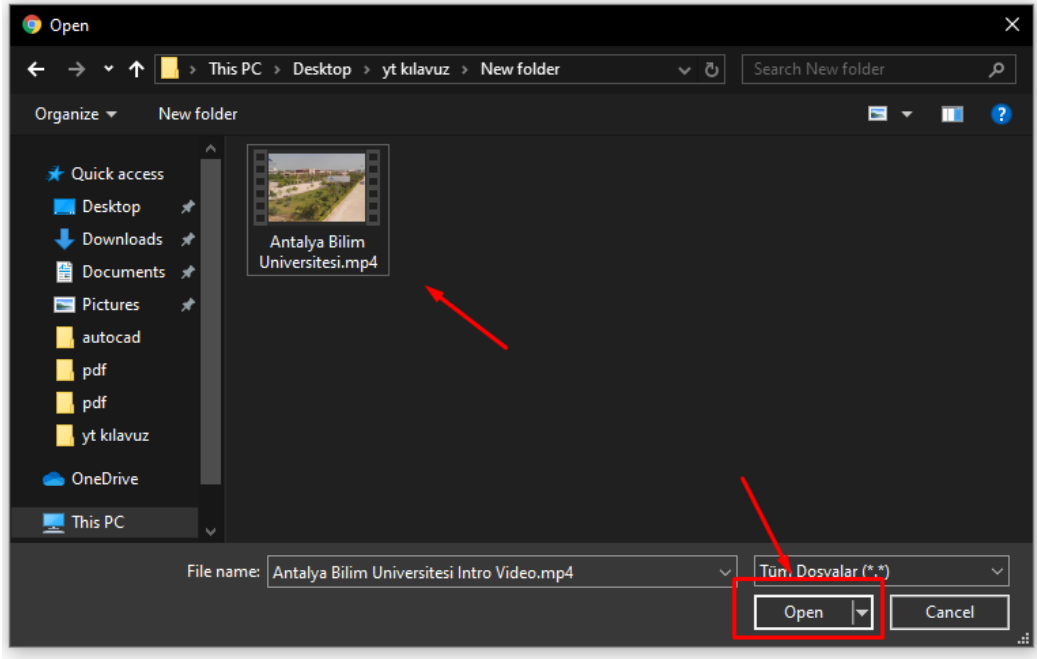 Open
This PC > Desktop > yt kılavuz > New folder
Search New folder
Organize New folder
?
Quick access
Desktop
Downloads
Documents
Pictures
autocad
pdf
pdf
yt kılavuz
OneDrive
This PC
Antalya Bilim
Universitesi.mp4
File name: Antalya Bilim Universitesi Intro Video.mp4
Tüm Dosyalar (*.*)
Open Cancel